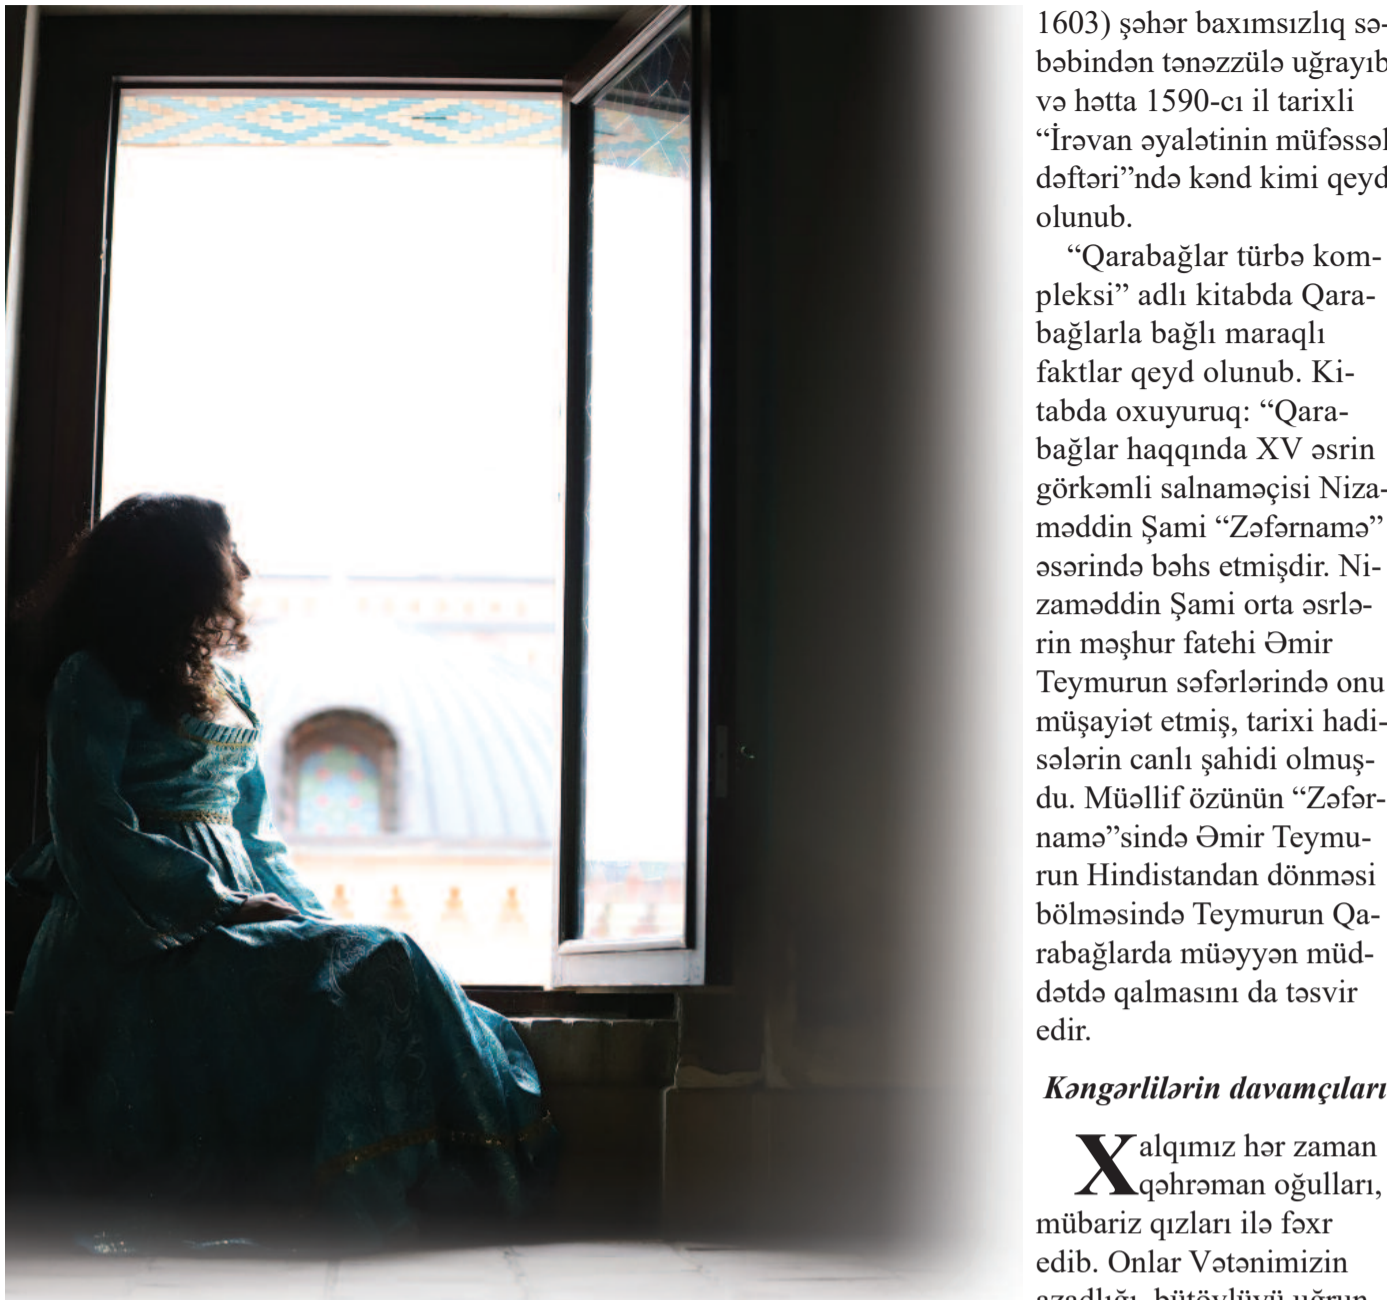 1603) şəhər baxımsızlıq sə-
bəbindən tənəzzülə uğrayıb
və hətta 1590-cı il tarixli
“İrəvan əyalətinin müfəssəl
dəftəri”ndə kənd kimi qeyd
olunub.
“Qarabağlar türbə kom-
pleksi” adlı kitabda Qara-
bağlarla bağlı maraqlı
faktlar qeyd olunub. Ki-
tabda oxuyuruq: “Qara-
bağlar haqqında XV əsrin
görkəmli salnaməçisi Niza-
məddin Şami “Zəfərnamə”
əsərində bəhs etmişdir. Ni-
zaməddin Şami orta əsrlə-
rin məşhur fatehi Əmir
Teymurun səfərlərində onu
müşayiət etmiş, tarixi hadi-
sələrin canlı şahidi olmuş-
du. Müəllif özünün “Zəfər-
namə”sində Əmir Teymu-
run Hindistandan dönməsi
bölməsində Teymurun Qa-
rabağlarda müəyyən müd-
dətdə qalmasını da təsvir
edir.
Kəngərlilərin davamçıları
Xalqımız hər zaman
qəhrəman oğulları,
mübariz qızları ilə fəxr
edib. Onlar Vətənimizin
azadlığı, bütövlüyü uğrun-